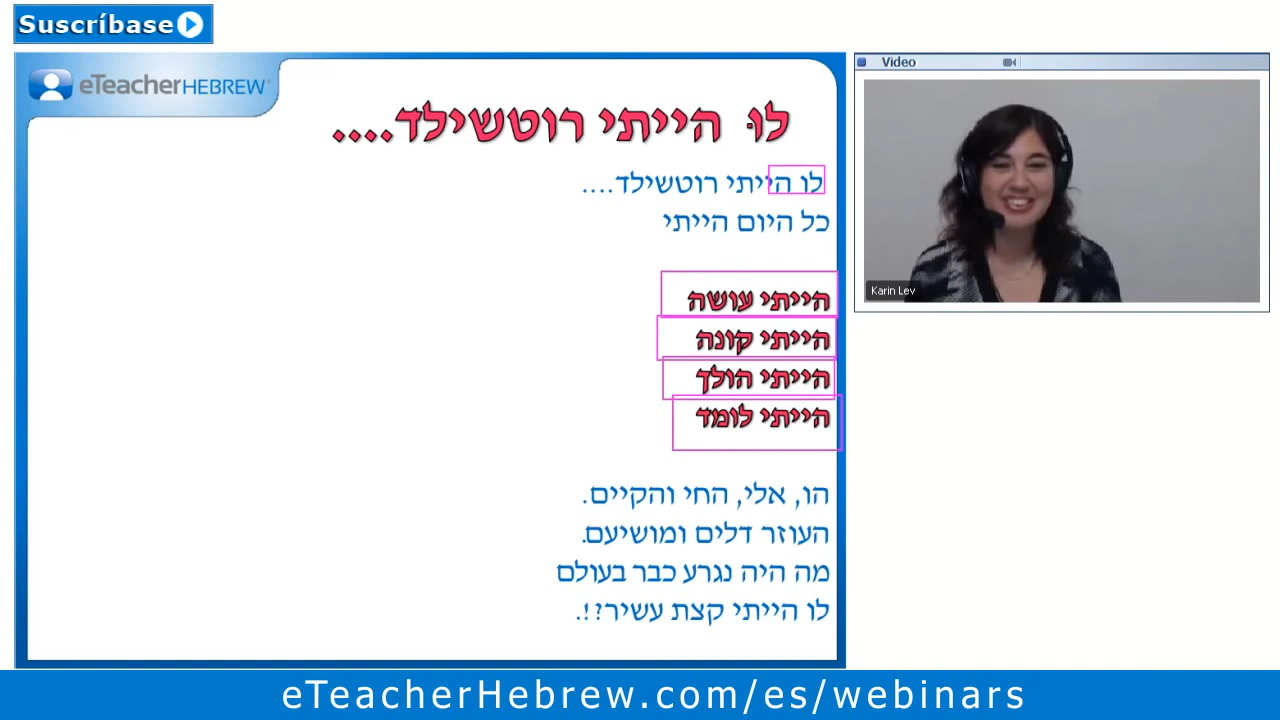 Suscríbase
eTeacherHEBREW
לוּ הייתי רוטשילד....
לו הייתי רוטשילד....
כל היום הייתי
הייתי עושה
הייתי קונה
הייתי הולך
הייתי לומד
הו, אלי, החי והקיים.
העוזר דלים ומושיעם.
מה היה נגרע כבר בעולם
לו הייתי קצת עשיר?!.
Video
Karin Lev
eTeacherHebrew.com/es/webinars